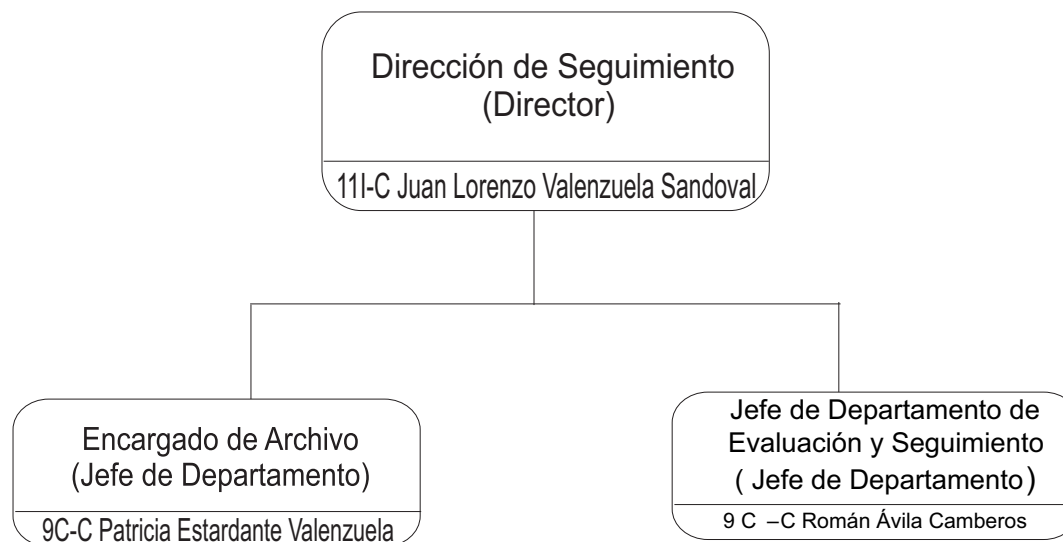 Dirección de Seguimiento
(Director)
11I-C Juan Lorenzo Valenzuela Sandoval
Encargado de Archivo
(Jefe de Departamento)
9C-C Patricia Estardante Valenzuela
Jefe de Departamento de
Evaluación y Seguimiento
( Jefe de Departamento)
9 C –C Román Ávila Camberos